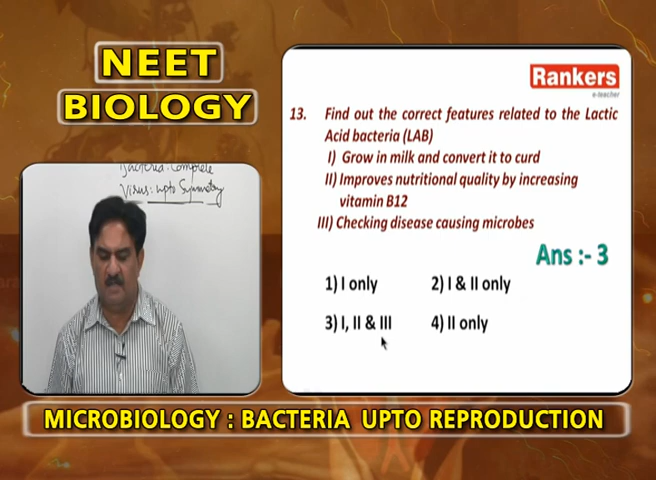 NEET
BIOLOGY
Rankers
e-teacher
13. Find out the correct features related to the Lactic
Acid bacteria (LAB)
I) Grow in milk and convert it to curd
II) Improves nutritional quality by increasing
vitamin B12
III) Checking disease causing microbes
Ans :- 3
1) I only 2) I & II only
3) I, II & III 4) II only
Bacteria: Complete
Virus: upto Symmetry
MICROBIOLOGY : BACTERIA UPTO REPRODUCTION